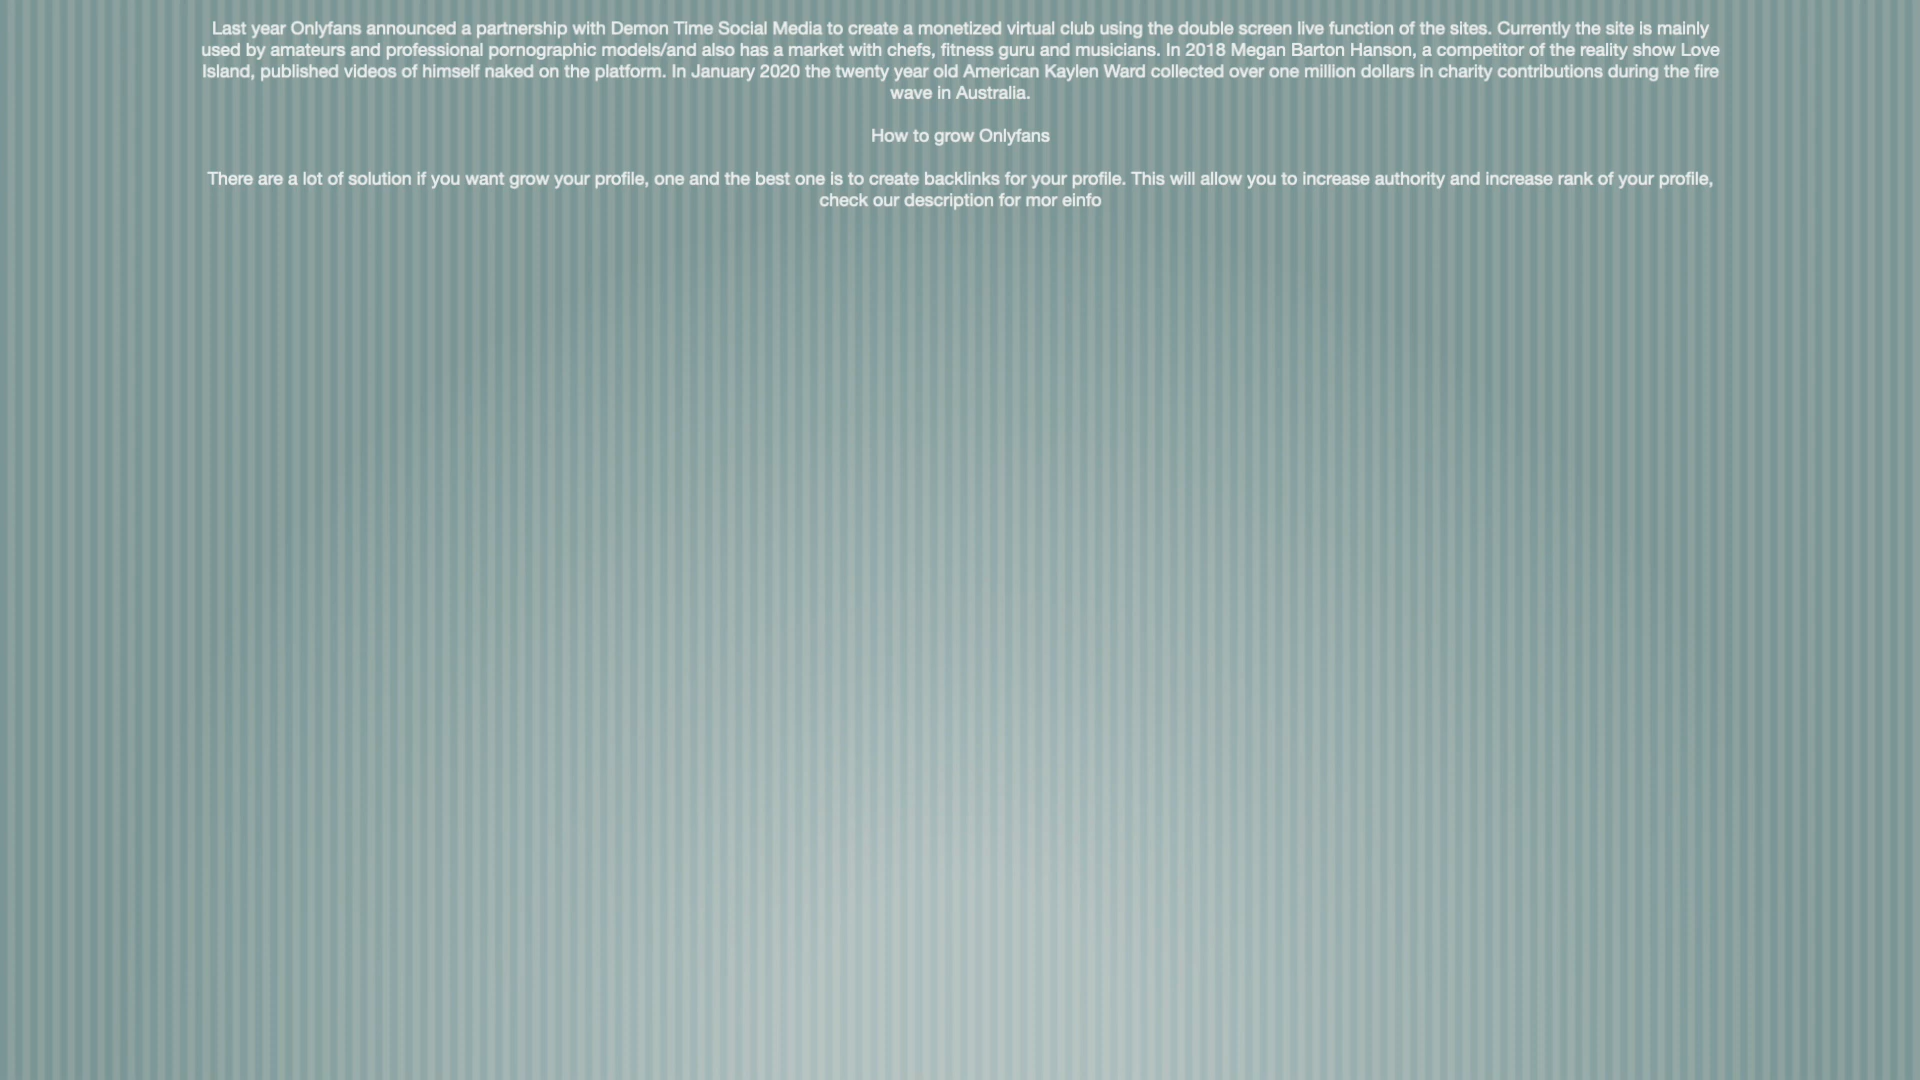 Last year Onlyfans announced a partnership with Demon Time Social Media to create a monetized virtual club using the double screen live function of the sites. Currently the site is mainly
used by amateurs and professional pornographic models/and also has a market with chefs, fitness guru and musicians. In 2018 Megan Barton Hanson, a competitor of the reality show Love
Island, published videos of himself naked on the platform. In January 2020 the twenty year old American Kaylen Ward collected over one million dollars in charity contributions during the fire
wave in Australia.
How to grow Onlyfans
There are a lot of solution if you want grow your profile, one and the best one is to create backlinks for your profile. This will allow you to increase authority and increase rank of your profile,
check our description for mor einfo